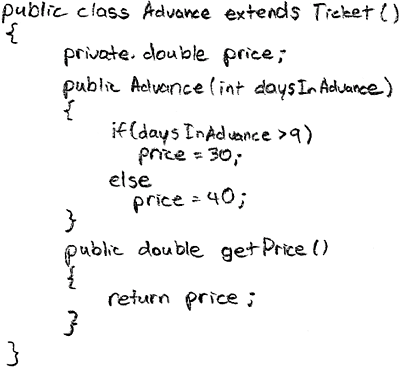 public class Advance extends Ticket()
{
private double price;
public Advance(int daysInAdvance)
{
if(daysInAdvance >9)
price = 30;
else
price = 40;
}
public double getPrice()
{
return price;
}
}